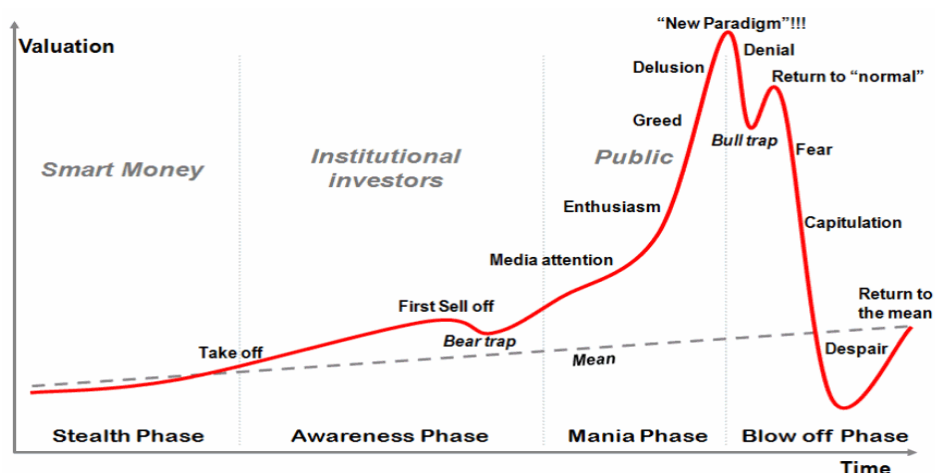 “New Paradigm”!!!
Valuation
Denial
Delusion
Return to “normal”
Greed
Bull trap
Smart Money
Institutional
investors
Public
Fear
Enthusiasm
Capitulation
Media attention
First Sell off
Return to
the mean
Bear trap
Take off
Mean
Despair
Stealth Phase
Awareness Phase
Mania Phase
Blow off Phase
Time